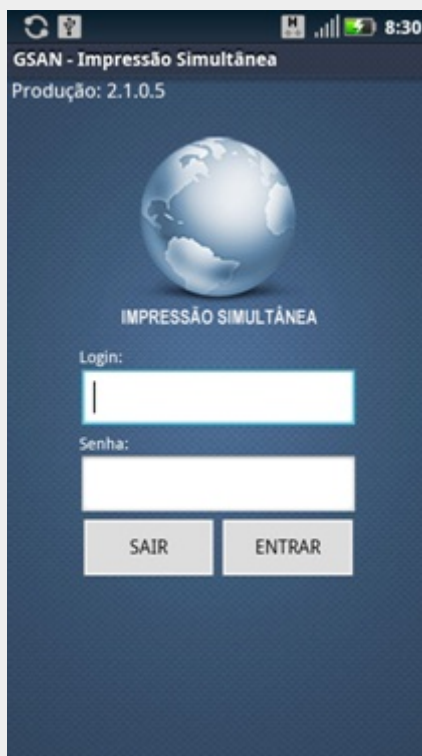 H 8:30
GSAN - Impressão Simultânea
Produção: 2.1.0.5
IMPRESSÃO SIMULTÂNEA
Login:
Senha:
SAIR ENTRAR